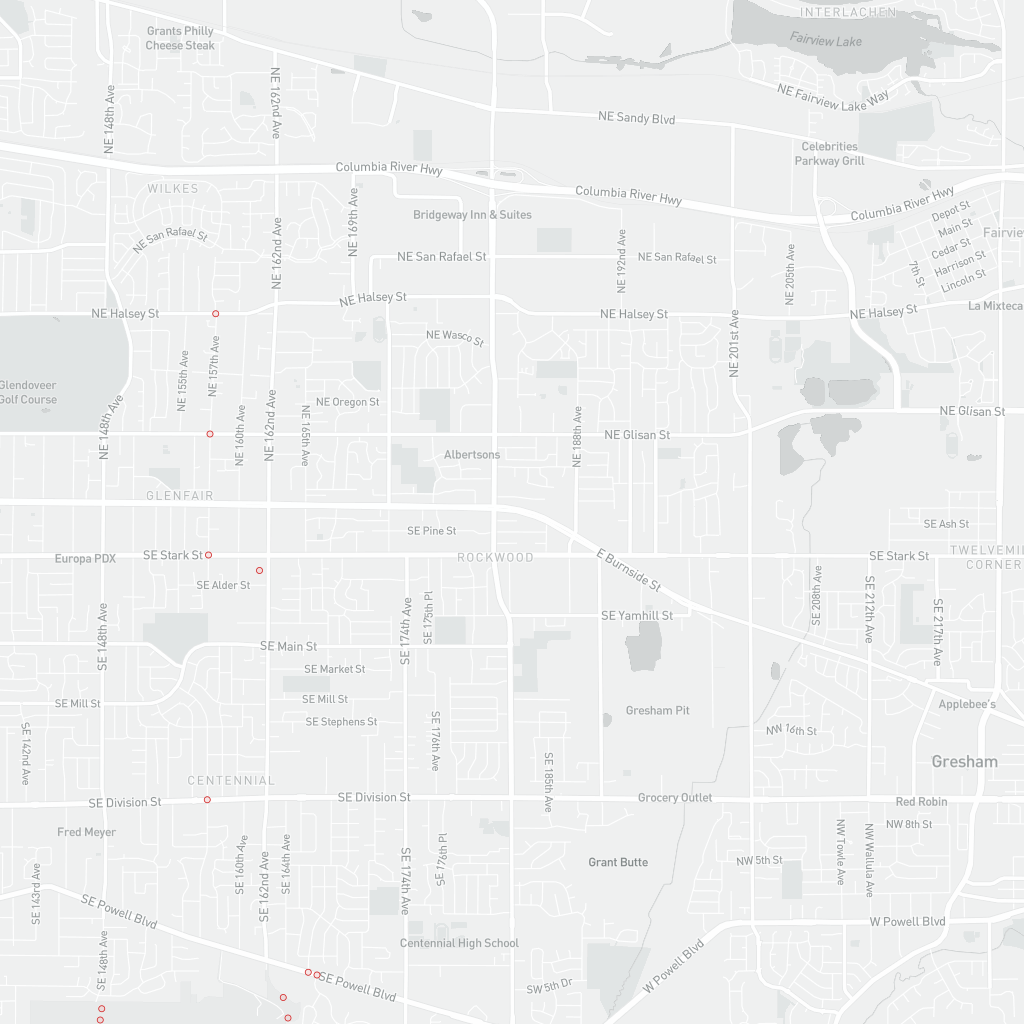 INTERLACHEN
Grants Philly
Cheese Steak
Fairview Lake
NE 148th Ave
NE 162nd Ave
NE Fairview Lake Way
NE Sandy Blvd
Celebrities
Parkway Grill
Columbia River Hwy
Columbia River Hwy
Columbia River Hwy
WILKES
NE 169th Ave
Bridgeway Inn & Suites
Depot St
Main St
Fairview
NE San Rafael St
NE 162nd Ave
NE 192nd Ave
NE 205th Ave
Cedar St
Harrison St
7th St
Lincoln St
NE San Rafael St
NE San Rafael St
NE Halsey St
NE Halsey St
NE Halsey St
NE Halsey St
La Mixteca
NE Wasco St
NE 201st Ave
NE 155th Ave
NE 157th Ave
Glendoveer
Golf Course
NE 148th Ave
NE 160th Ave
NE 162nd Ave
NE 165th Ave
NE Oregon St
NE 188th Ave
NE Glisan St
NE Glisan St
Albertsons
GLENFAIR
SE Pine St
SE Ash St
Europa PDX
SE Stark St
ROCKWOOD
E Burnside St
SE Stark St
TWELVEMILE
CORNER
SE Alder St
SE 148th Ave
SE 174th Ave
SE 175th Pl
SE Yamhill St
SE 208th Ave
SE 212th Ave
SE 217th Ave
SE Main St
SE Market St
SE Mill St
SE Mill St
SE Stephens St
SE 142nd Ave
SE 176th Ave
Gresham Pit
NW 16th St
Applebee's
SE 185th Ave
Gresham
CENTENNIAL
SE Division St
SE Division St
Grocery Outlet
Red Robin
Fred Meyer
SE 143rd Ave
SE 160th Ave
SE 162nd Ave
SE 164th Ave
SE 174th Ave
SE 176th Pl
Grant Butte
NW 5th St
NW 8th St
NW Towle Ave
NW Wallula Ave
SE Powell Blvd
SE 148th Ave
W Powell Blvd
Centennial High School
W Powell Blvd
SE Powell Blvd
SW 5th Dr